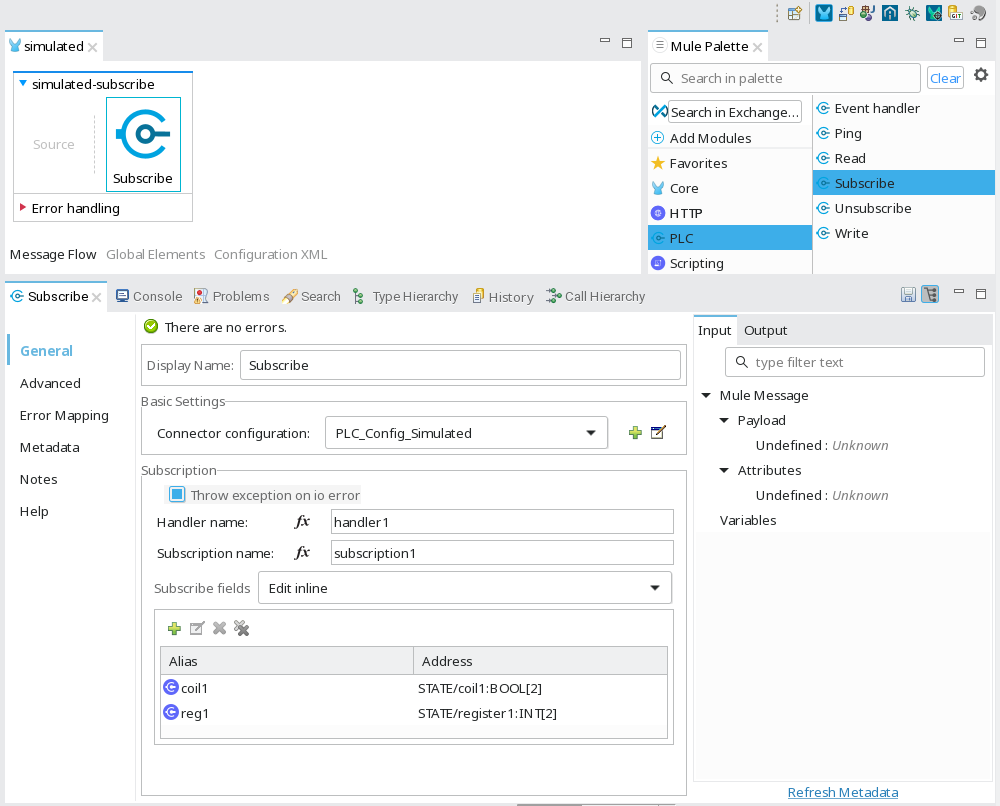 simulated
simulated-subscribe
Source
Subscribe
Error handling
Message Flow Global Elements Configuration XML
Mule Palette
Search in palette
Clear
Search in Exchange...
Add Modules
Favorites
Core
HTTP
PLC
Scripting
Event handler
Ping
Read
Subscribe
Unsubscribe
Write
Subscribe Console Problems Search Type Hierarchy History Call Hierarchy
General
Advanced
Error Mapping
Metadata
Notes
Help
There are no errors.
Display Name: Subscribe
Basic Settings
Connector configuration: PLC_Config_Simulated
Subscription
Throw exception on io error
Handler name: fx handler1
Subscription name: fx subscription1
Subscribe fields Edit inline
Alias Address
coil1 STATE/coil1:BOOL[2]
reg1 STATE/register1:INT[2]
Input Output
type filter text
Mule Message
Payload
Undefined : Unknown
Attributes
Undefined : Unknown
Variables
Refresh Metadata